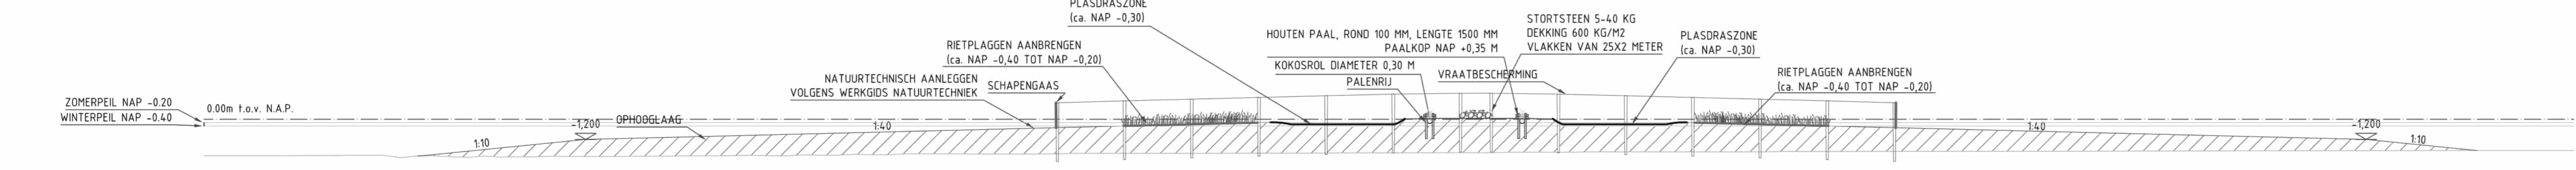 ZOMERPEIL NAP -0.20
WINTERPEIL NAP -0.40
0.00m t.o.v. N.A.P.
1:10
-1,200
OPHOOGLAAG
NATUURTECHNISCH AANLEGGEN
VOLGENS WERKGIDS NATUURTECHNIEK
1:40
SCHAPENGAAS
RIETPLAGGEN AANBRENGEN
(ca. NAP -0,40 TOT NAP -0,20)
PLASDRASZONE
(ca. NAP -0,30)
HOUTEN PAAL, ROND 100 MM, LENGTE 1500 MM
PAALKOP NAP +0,35 M
KOKOSROL DIAMETER 0,30 M
PALENRIJ
VRAATBESCHERMING
STORTSTEEN 5-40 KG
DEKKING 600 KG/M2
VLAKKEN VAN 25X2 METER
PLASDRASZONE
(ca. NAP -0,30)
RIETPLAGGEN AANBRENGEN
(ca. NAP -0,40 TOT NAP -0,20)
1:40
-1,200
1:10